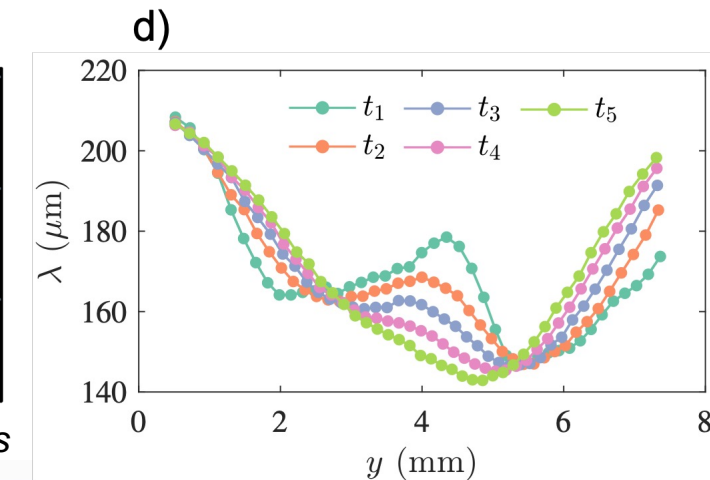 d)
220
200
180
160
140
λ (μm)
t₁ t₃ t₅
t₂ t₄
0 2 4 6 8
y (mm)
s